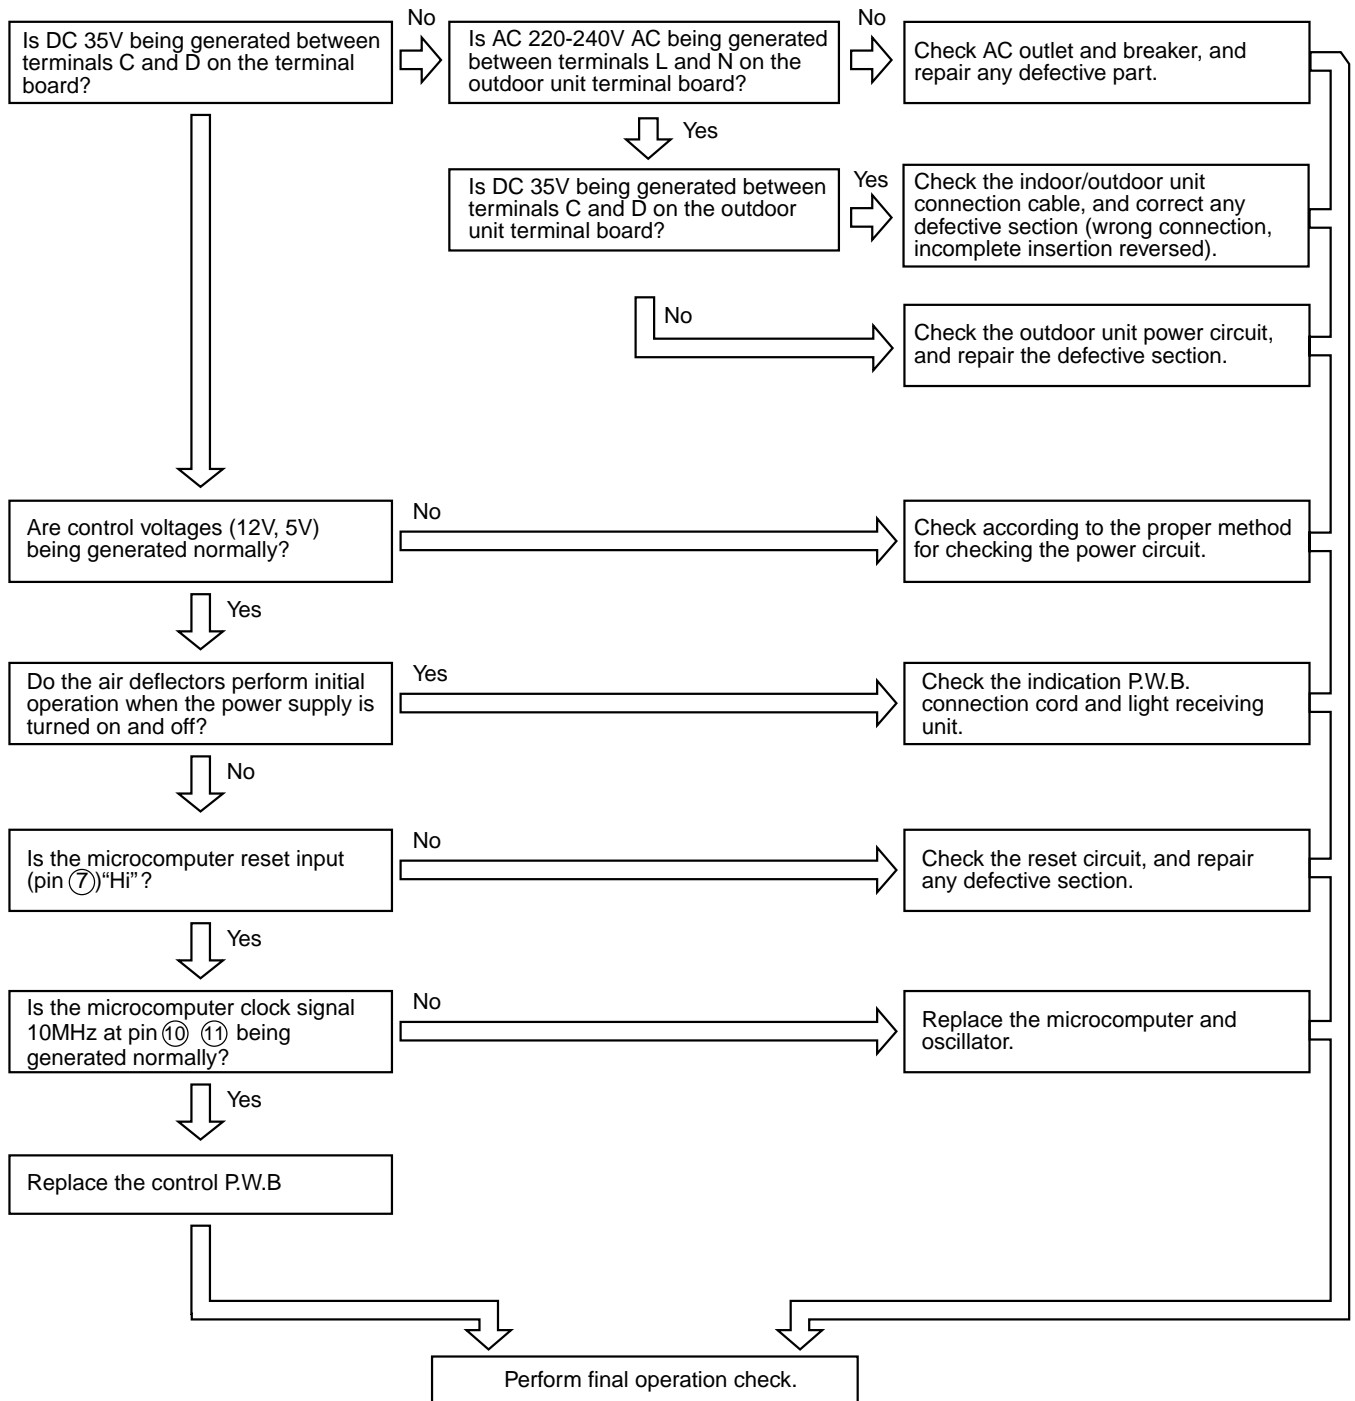 Is DC 35V being generated between
terminals C and D on the terminal
board?
No
Is AC 220-240V AC being generated
between terminals L and N on the
outdoor unit terminal board?
No
Check AC outlet and breaker, and
repair any defective part.
Yes
Is DC 35V being generated between
terminals C and D on the outdoor
unit terminal board?
Yes
Check the indoor/outdoor unit
connection cable, and correct any
defective section (wrong connection,
incomplete insertion reversed).
No
Check the outdoor unit power circuit,
and repair the defective section.
Are control voltages (12V, 5V)
being generated normally?
No
Check according to the proper method
for checking the power circuit.
Yes
Do the air deflectors perform initial
operation when the power supply is
turned on and off?
Yes
Check the indication P.W.B.
connection cord and light receiving
unit.
No
Is the microcomputer reset input
(pin ⑦)“Hi”?
No
Check the reset circuit, and repair
any defective section.
Yes
Is the microcomputer clock signal
10MHz at pin ⑩ ⑪ being
generated normally?
No
Replace the microcomputer and
oscillator.
Yes
Replace the control P.W.B
Perform final operation check.